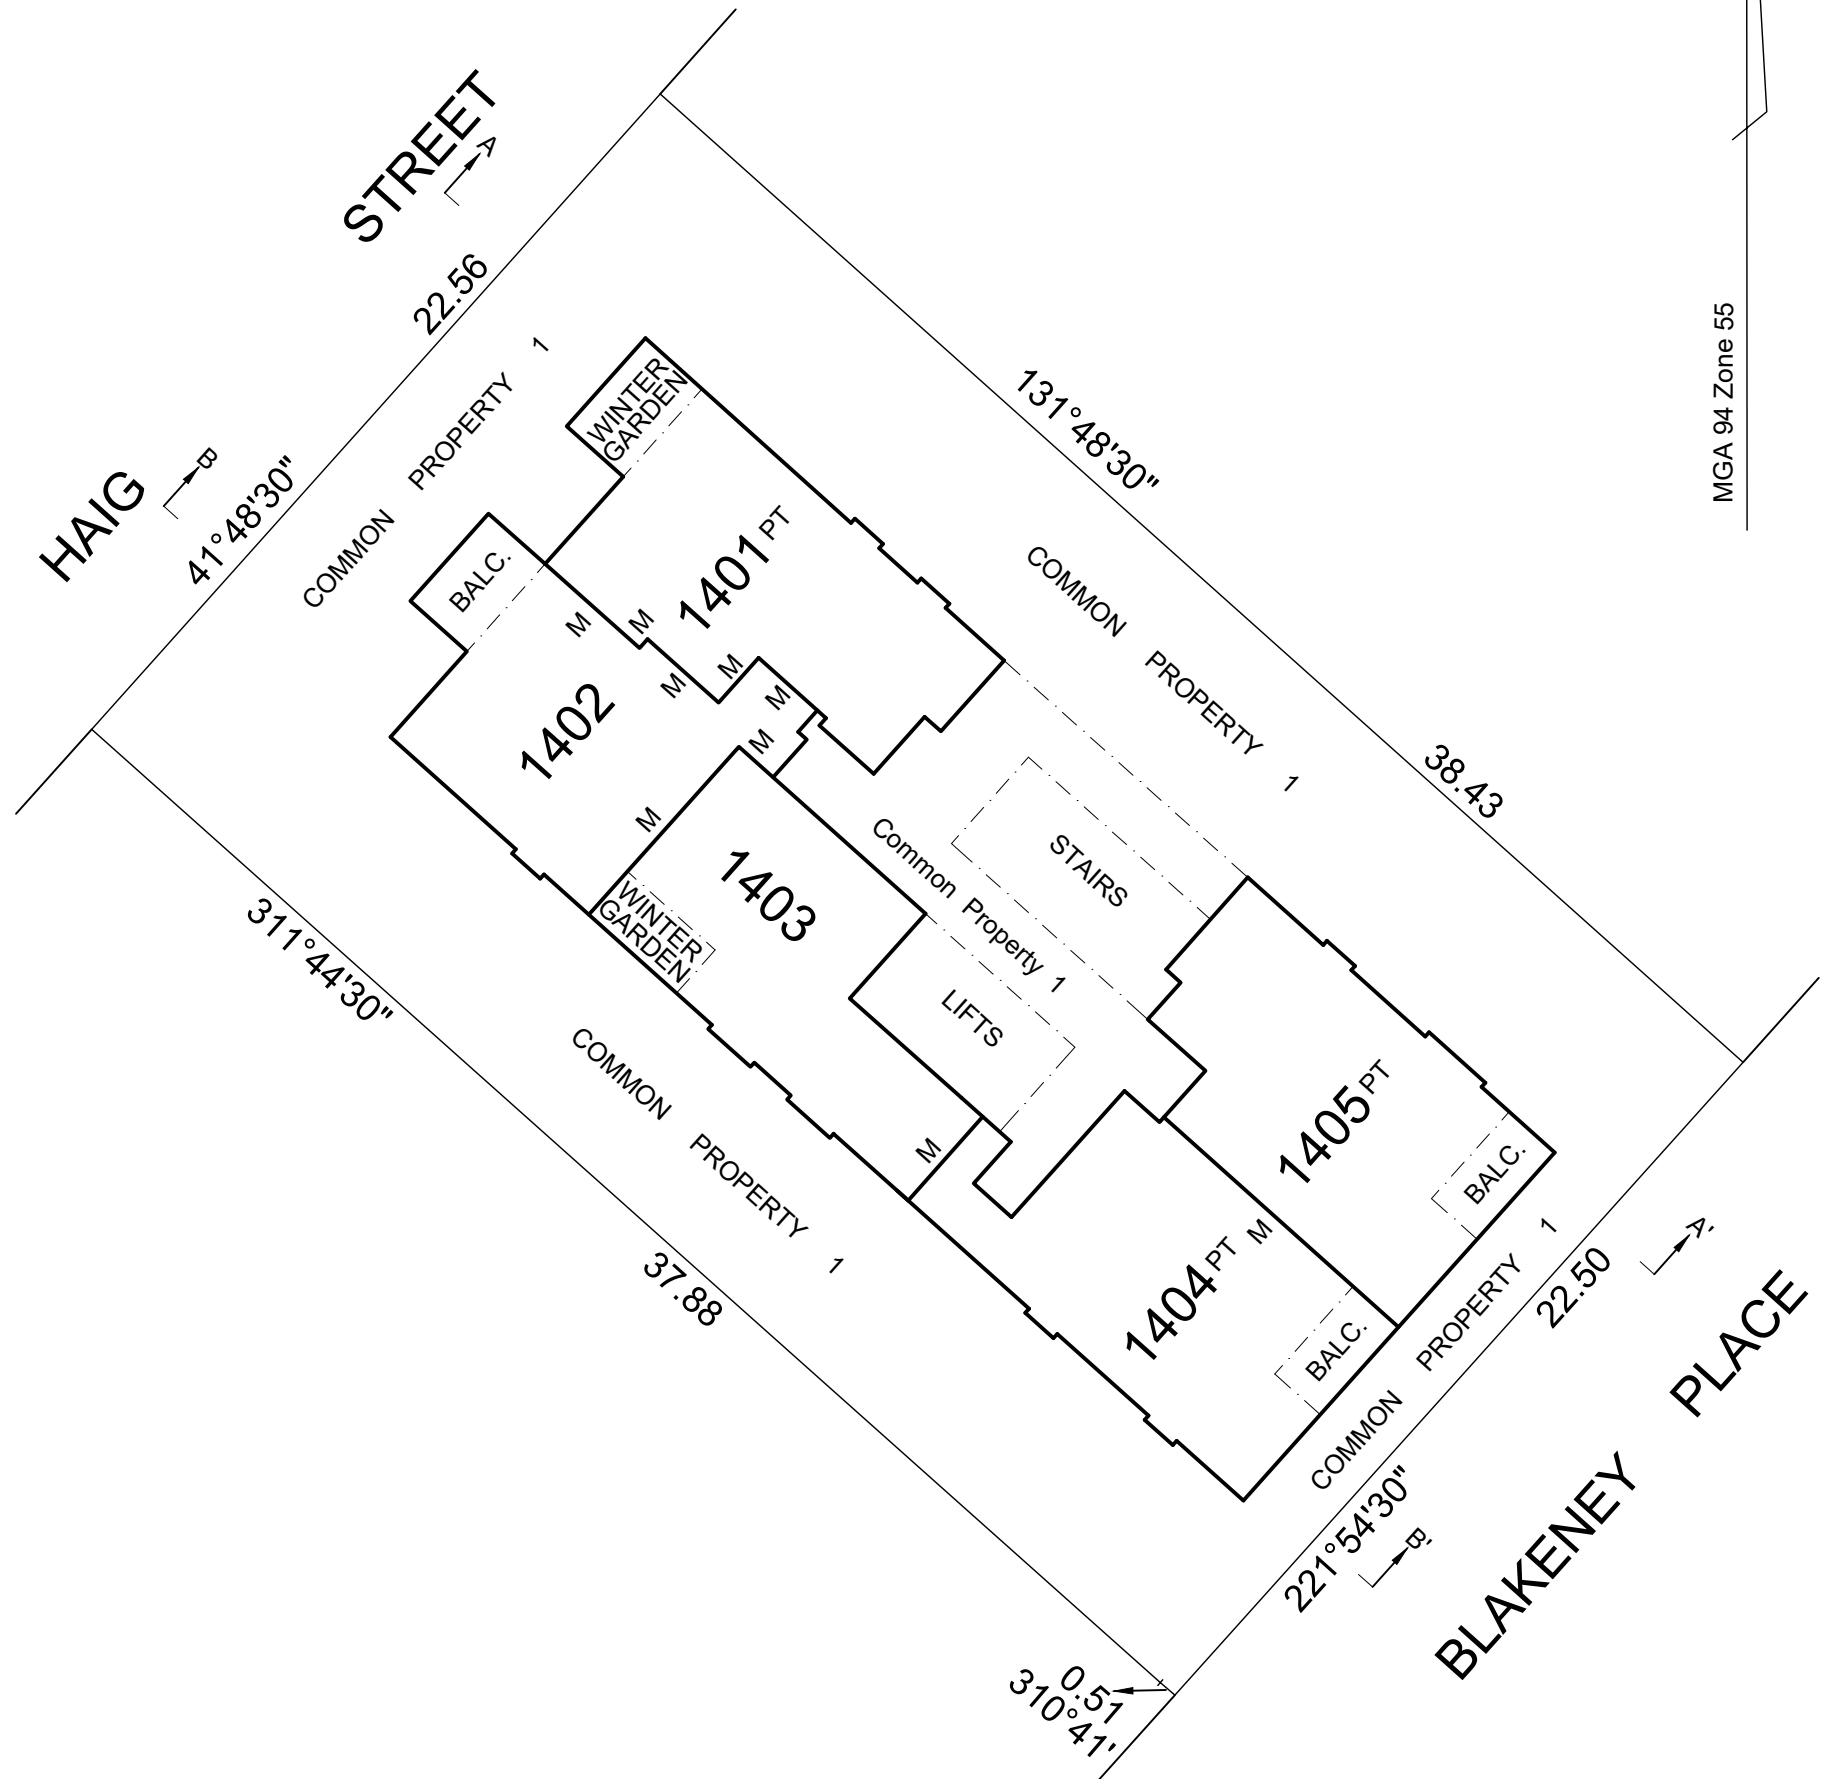 HAIG STREET
A
B
22.56
41°48'30"
COMMON PROPERTY 1
131°48'30"
38.43
COMMON PROPERTY 1
MGA 94 Zone 55
WINTER
GARDEN
1401 PT
BALC.
M
M
M
M
M
M
1402
M
1403
WINTER
GARDEN
Common Property 1
STAIRS
LIFTS
311°44'30"
37.88
COMMON PROPERTY 1
M
1405 PT
BALC.
M
1404 PT
BALC.
COMMON PROPERTY 1
22.50
221°54'30"
A'
B'
BLAKENEY PLACE
0.51
310°41'